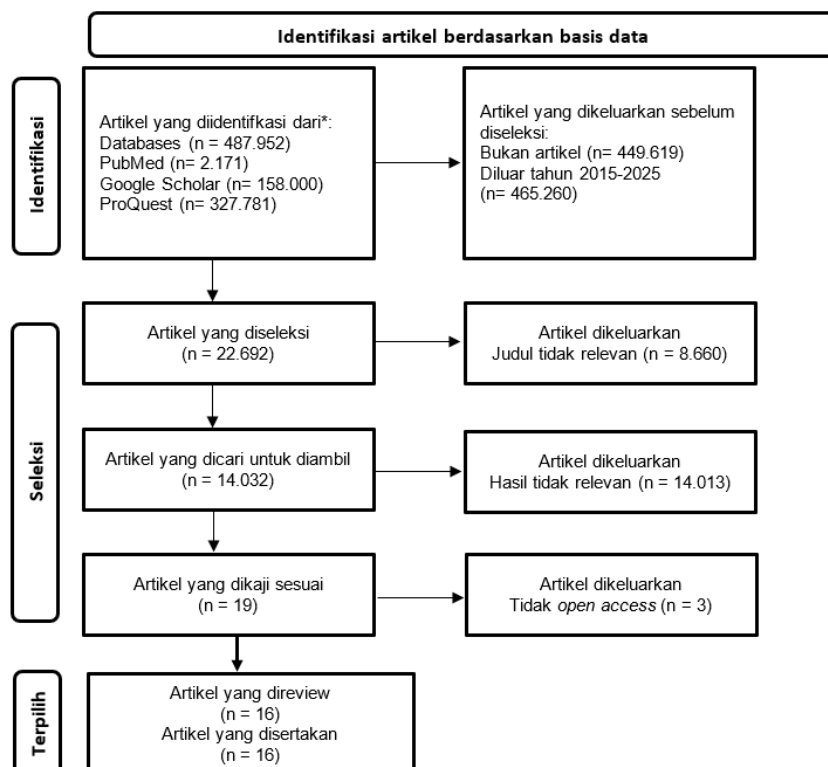 Identifikasi artikel berdasarkan basis data
Identifikasi
Artikel yang diidentifkasi dari*:
Databases (n = 487.952)
PubMed (n= 2.171)
Google Scholar (n= 158.000)
ProQuest (n= 327.781)
Artikel yang dikeluarkan sebelum
diseleksi:
Bukan artikel (n= 449.619)
Diluar tahun 2015-2025
(n= 465.260)
Seleksi
Artikel yang diseleksi
(n = 22.692)
Artikel dikeluarkan
Judul tidak relevan (n = 8.660)
Artikel yang dicari untuk diambil
(n = 14.032)
Artikel dikeluarkan
Hasil tidak relevan (n = 14.013)
Artikel yang dikaji sesuai
(n = 19)
Artikel dikeluarkan
Tidak open access (n = 3)
Terpilih
Artikel yang direview
(n = 16)
Artikel yang disertakan
(n = 16)